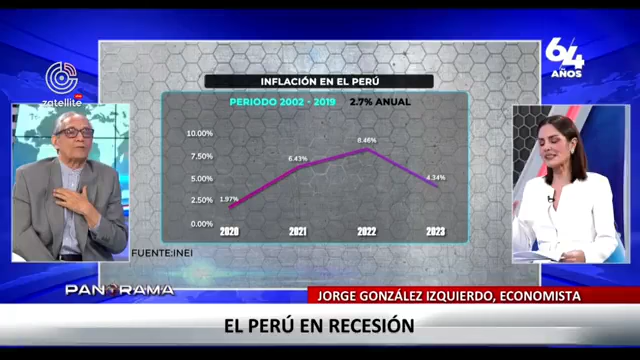 zatellite
64
AÑOS
INFLACIÓN EN EL PERÚ
PERIODO 2002 - 2019 2.7% ANUAL
10.00%
7.50%
5.00%
2.50%
0.00%
1.97%
6.43%
8.46%
4.34%
2020 2021 2022 2023
FUENTE:INEI
PANORAMA
JORGE GONZÁLEZ IZQUIERDO, ECONOMISTA
EL PERÚ EN RECESIÓN